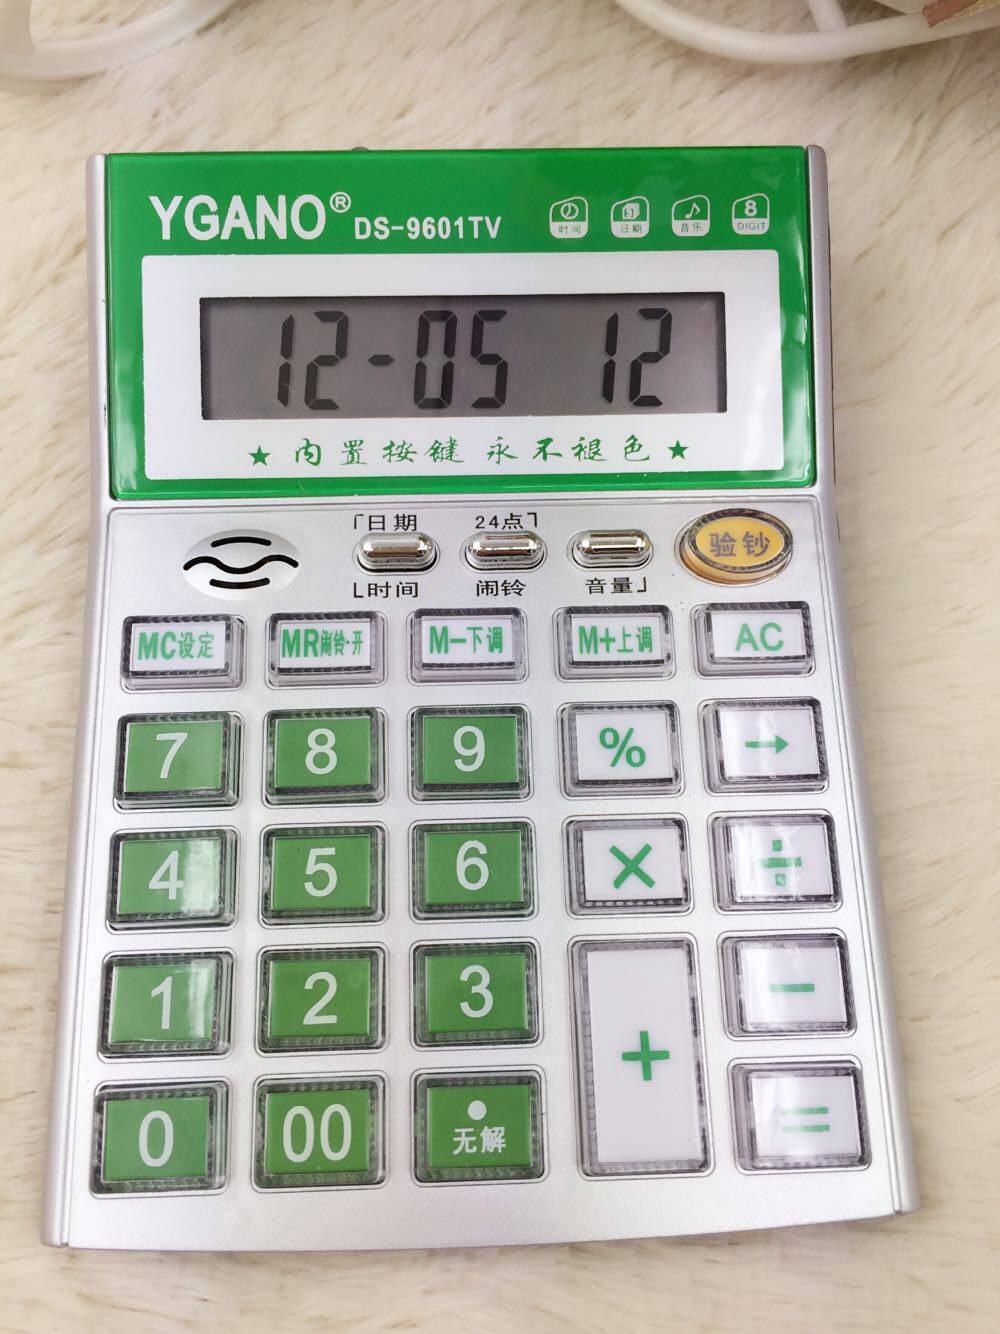 YGANO® DS-9601TV
时间 日期 音乐 8 DIGIT
12-05 12
★ 内置按键 永不褪色 ★
「日期 24点 ㄱ 验钞
L时间 闹铃 音量 」
MC设定 MR闹铃·开 M-下调 M+上调 AC
7 8 9 % →
4 5 6 × ÷
1 2 3 + -
0 00 • 无解 =